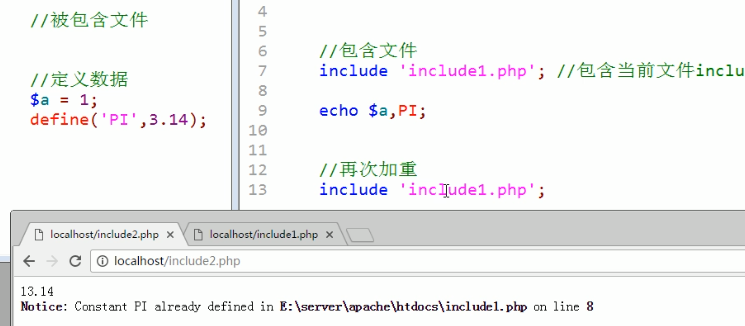 //被包含文件
//定义数据
$a = 1;
define('PI',3.14);
4
5
6 //包含文件
7 include 'include1.php'; //包含当前文件inclu
8
9 echo $a,PI;
10
11
12 //再次加重
13 include 'include1.php';
localhost/include2.php × localhost/include1.php ×
localhost/include2.php
13.14
Notice: Constant PI already defined in E:\server\apache\htdocs\include1.php on line 8